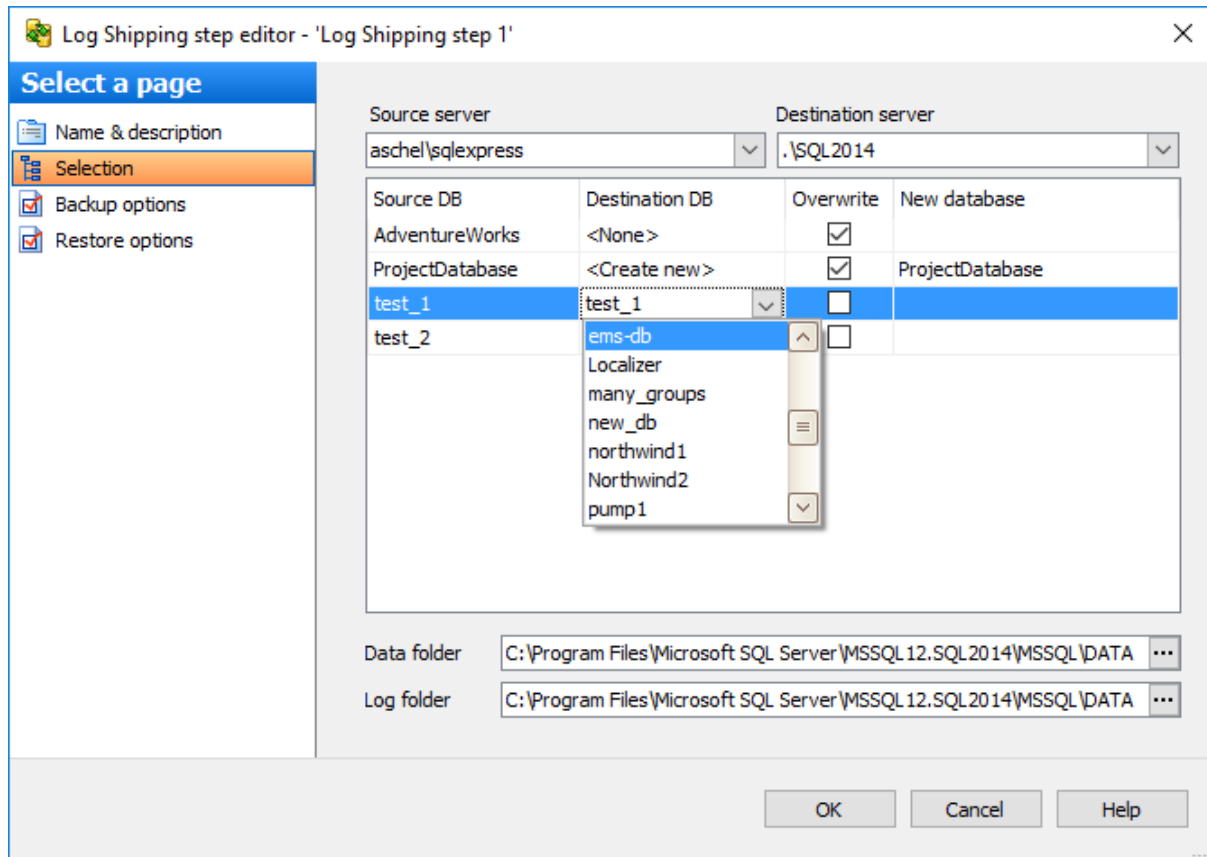 Log Shipping step editor - 'Log Shipping step 1'
Select a page
Name & description
Selection
Backup options
Restore options
Source server Destination server
aschel\sqlexpress .\SQL2014
Source DB Destination DB Overwrite New database
AdventureWorks <None>
ProjectDatabase <Create new> ProjectDatabase
test_1 test_1
test_2
ems-db
Localizer
many_groups
new_db
northwind1
Northwind2
pump1
Data folder C:\Program Files\Microsoft SQL Server\MSSQL12.SQL2014\MSSQL\DATA ...
Log folder C:\Program Files\Microsoft SQL Server\MSSQL12.SQL2014\MSSQL\DATA ...
OK Cancel Help